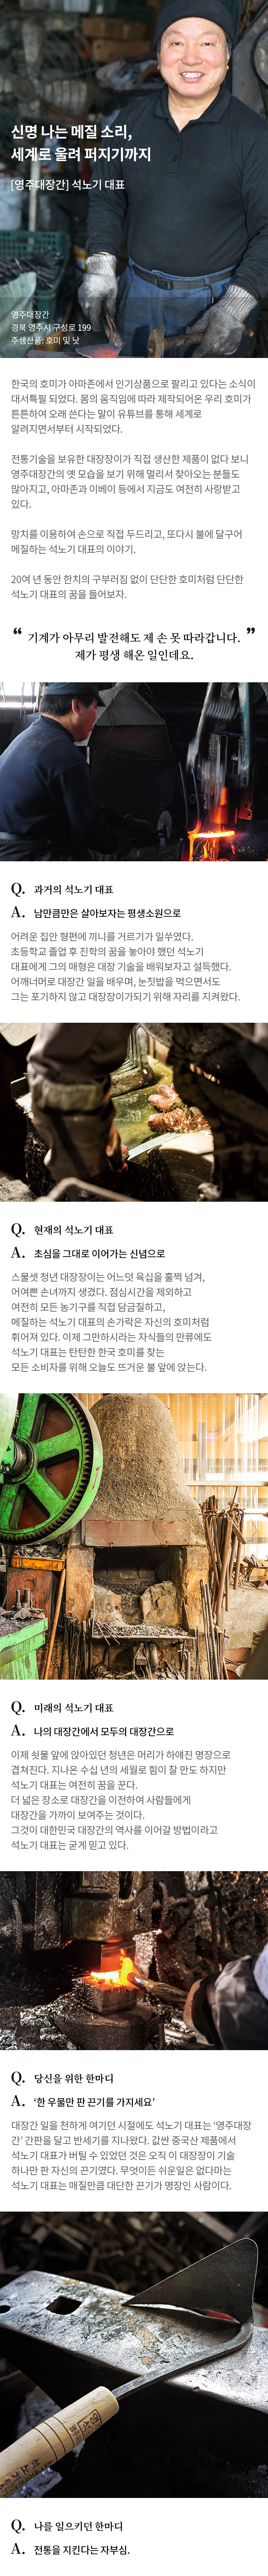 신명 나는 메질 소리,
세계로 울려 퍼지기까지
[영주대장간] 석노기 대표
영주대장간
경북 영주시 구성로 199
주생산품: 호미 및 낫
한국의 호미가 아마존에서 인기상품으로 팔리고 있다는 소식이
대서특필 되었다. 몸의 움직임에 따라 제작되어온 우리 호미가
튼튼하여 오래 쓴다는 말이 유튜브를 통해 세계로
알려지면서부터 시작되었다.
전통기술을 보유한 대장장이가 직접 생산한 제품이 없다 보니
영주대장간의 옛 모습을 보기 위해 멀리서 찾아오는 분들도
많아지고, 아마존과 이베이 등에서 지금도 여전히 사랑받고
있다.
망치를 이용하여 손으로 직접 두드리고, 또다시 불에 달구어
메질하는 석노기 대표의 이야기.
20여 년 동안 한치의 구부러짐 없이 단단한 호미처럼 단단한
석노기 대표의 꿈을 들어보자.
“ 기계가 아무리 발전해도 제 손 못 따라갑니다. ”
제가 평생 해온 일인데요.
Q. 과거의 석노기 대표
A. 남만큼만은 살아보자는 평생소원으로
어려운 집안 형편에 끼니를 거르기가 일쑤였다.
초등학교 졸업 후 진학의 꿈을 놓아야 했던 석노기
대표에게 그의 매형은 대장 기술을 배워보자고 설득했다.
어깨너머로 대장간 일을 배우며, 눈칫밥을 먹으면서도
그는 포기하지 않고 대장장이가되기 위해 자리를 지켜왔다.
Q. 현재의 석노기 대표
A. 초심을 그대로 이어가는 신념으로
스물셋 청년 대장장이는 어느덧 육십을 훌쩍 넘겨,
어여쁜 손녀까지 생겼다. 점심시간을 제외하고
여전히 모든 농기구를 직접 담금질하고,
메질하는 석노기 대표의 손가락은 자신의 호미처럼
휘어져 있다. 이제 그만하시라는 자식들의 만류에도
석노기 대표는 탄탄한 한국 호미를 찾는
모든 소비자를 위해 오늘도 뜨거운 불 앞에 앉는다.
Q. 미래의 석노기 대표
A. 나의 대장간에서 모두의 대장간으로
이제 쇳물 앞에 앉아있던 청년은 머리가 하얘진 명장으로
겹쳐진다. 지나온 수십 년의 세월로 힘이 찰 만도 하지만
석노기 대표는 여전히 꿈을 꾼다.
더 넓은 장소로 대장간을 이전하여 사람들에게
대장간을 가까이 보여주는 것이다.
그것이 대한민국 대장간의 역사를 이어갈 방법이라고
석노기 대표는 굳게 믿고 있다.
Q. 당신을 위한 한마디
A. ‘한 우물만 판 끈기를 가지세요’
대장간 일을 천하게 여기던 시절에도 석노기 대표는 ‘영주대장
간’ 간판을 달고 반세기를 지나왔다. 값싼 중국산 제품에서
석노기 대표가 버틸 수 있었던 것은 오직 이 대장장이 기술
하나만 판 자신의 끈기였다. 무엇이든 쉬운일은 없다마는
석노기 대표는 매질만큼 대단한 끈기가 명장인 사람이다.
Q. 나를 일으키던 한마디
A. 전통을 지킨다는 자부심.